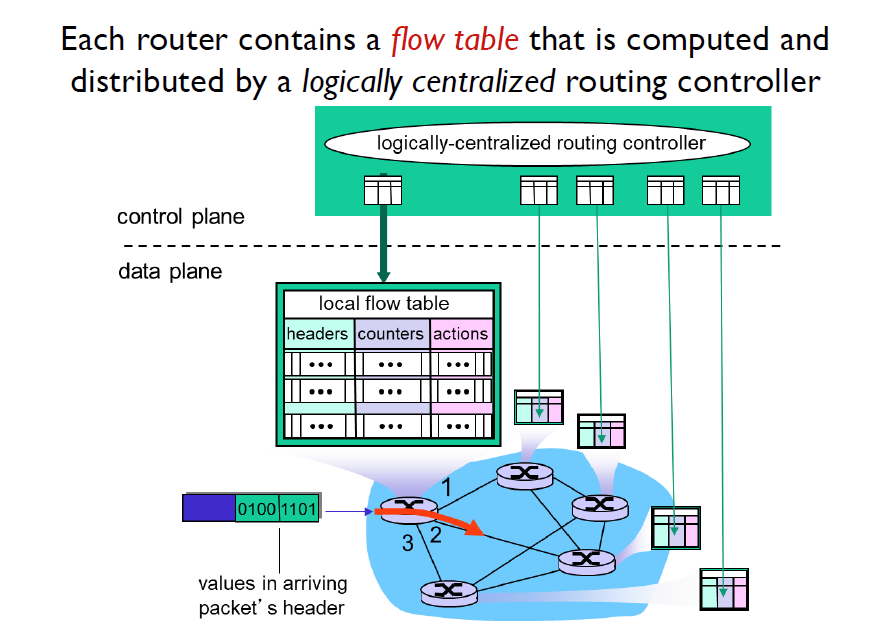 Each router contains a flow table that is computed and
distributed by a logically centralized routing controller
logically-centralized routing controller
control plane
data plane
local flow table
headers counters actions
1
0100 1101
2
3
values in arriving
packet's header